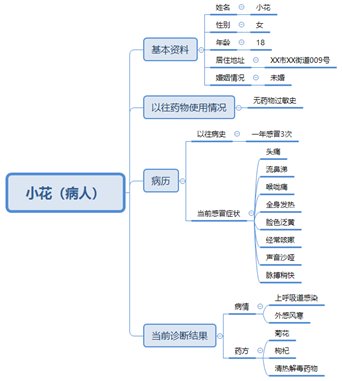 小花（病人）
基本资料
姓名
小花
性别
女
年龄
18
居住地址
XX市XX街道009号
婚姻情况
未婚
以往药物使用情况
无药物过敏史
病历
以往病史
一年感冒3次
当前感冒症状
头痛
流鼻涕
喉咙痛
全身发热
脸色泛黄
经常咳嗽
声音沙哑
脉搏稍快
当前诊断结果
病情
上呼吸道感染
外感风寒
药方
菊花
枸杞
清热解毒药物